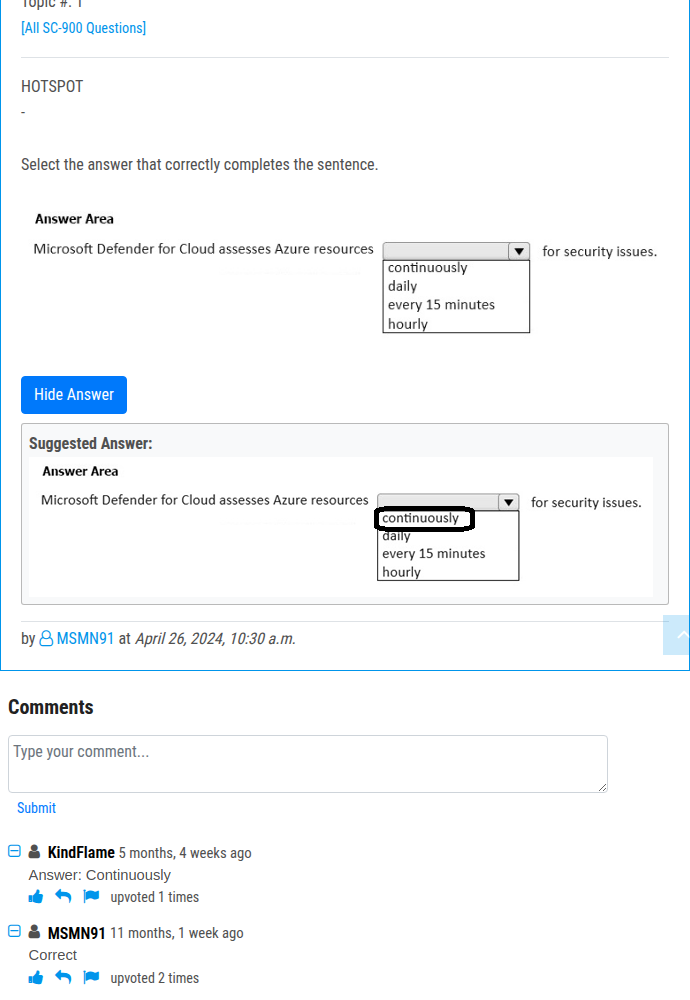 Topic #: 1
[All SC-900 Questions]
HOTSPOT
-
Select the answer that correctly completes the sentence.
Answer Area
Microsoft Defender for Cloud assesses Azure resources for security issues.
continuously
daily
every 15 minutes
hourly
Hide Answer
Suggested Answer:
Answer Area
Microsoft Defender for Cloud assesses Azure resources for security issues.
continuously
daily
every 15 minutes
hourly
by MSMN91 at April 26, 2024, 10:30 a.m.
Comments
Type your comment...
Submit
KindFlame 5 months, 4 weeks ago
Answer: Continuously
upvoted 1 times
MSMN91 11 months, 1 week ago
Correct
upvoted 2 times